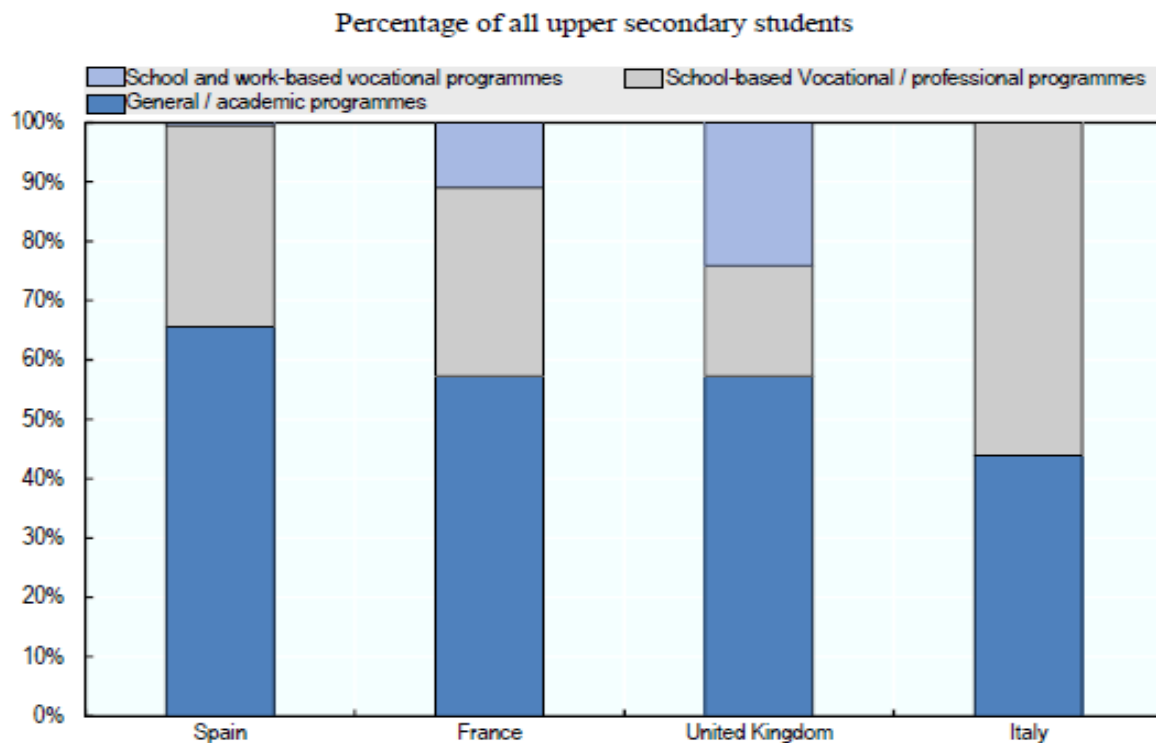 Percentage of all upper secondary students
School and work-based vocational programmes School-based Vocational / professional programmes
General / academic programmes
100%
90%
80%
70%
60%
50%
40%
30%
20%
10%
0%
Spain France United Kingdom Italy